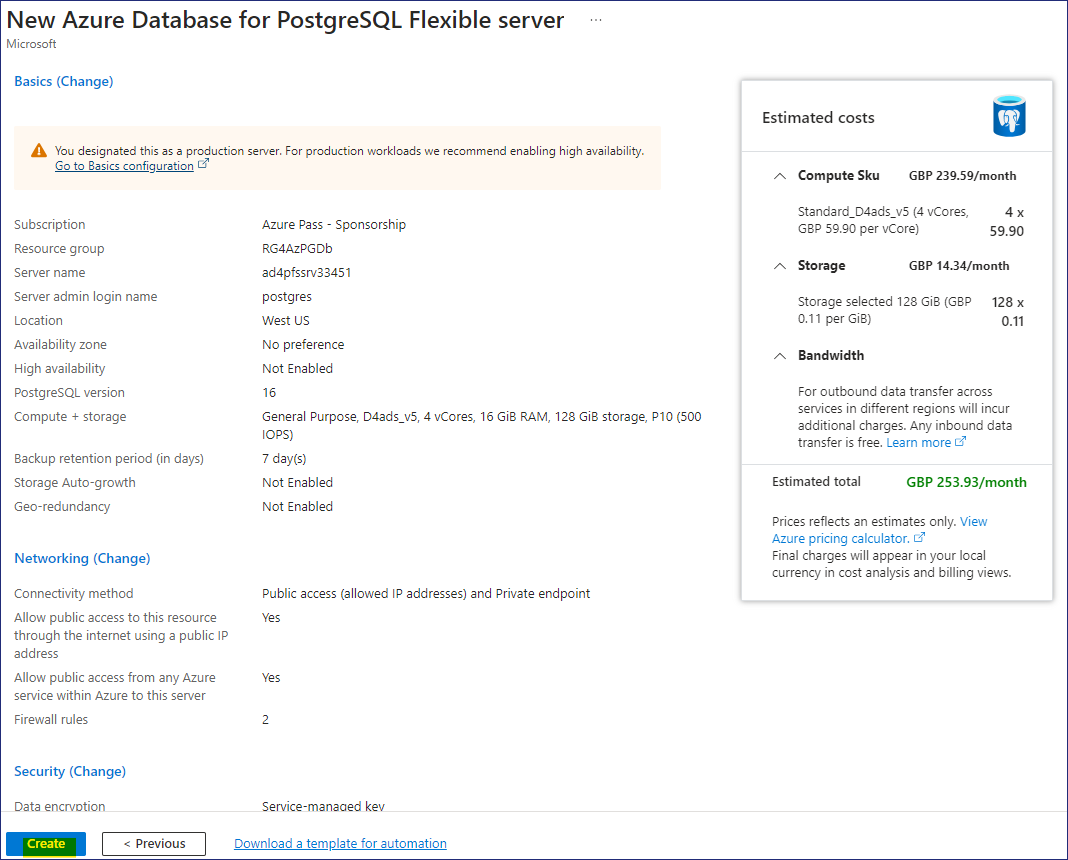 New Azure Database for PostgreSQL Flexible server ...
Microsoft
Basics (Change)
You designated this as a production server. For production workloads we recommend enabling high availability.
Go to Basics configuration
Subscription Azure Pass - Sponsorship
Resource group RG4AzPGDb
Server name ad4pfssrv33451
Server admin login name postgres
Location West US
Availability zone No preference
High availability Not Enabled
PostgreSQL version 16
Compute + storage General Purpose, D4ads_v5, 4 vCores, 16 GiB RAM, 128 GiB storage, P10 (500
IOPS)
Backup retention period (in days) 7 day(s)
Storage Auto-growth Not Enabled
Geo-redundancy Not Enabled
Networking (Change)
Connectivity method Public access (allowed IP addresses) and Private endpoint
Allow public access to this resource Yes
through the internet using a public IP
address
Allow public access from any Azure Yes
service within Azure to this server
Firewall rules 2
Security (Change)
Data encryption Service-managed key
Estimated costs
Compute Sku GBP 239.59/month
Standard_D4ads_v5 (4 vCores, 4 x
GBP 59.90 per vCore) 59.90
Storage GBP 14.34/month
Storage selected 128 GiB (GBP 128 x
0.11 per GiB) 0.11
Bandwidth
For outbound data transfer across
services in different regions will incur
additional charges. Any inbound data
transfer is free. Learn more
Estimated total GBP 253.93/month
Prices reflects an estimates only. View
Azure pricing calculator.
Final charges will appear in your local
currency in cost analysis and billing views.
Create < Previous Download a template for automation